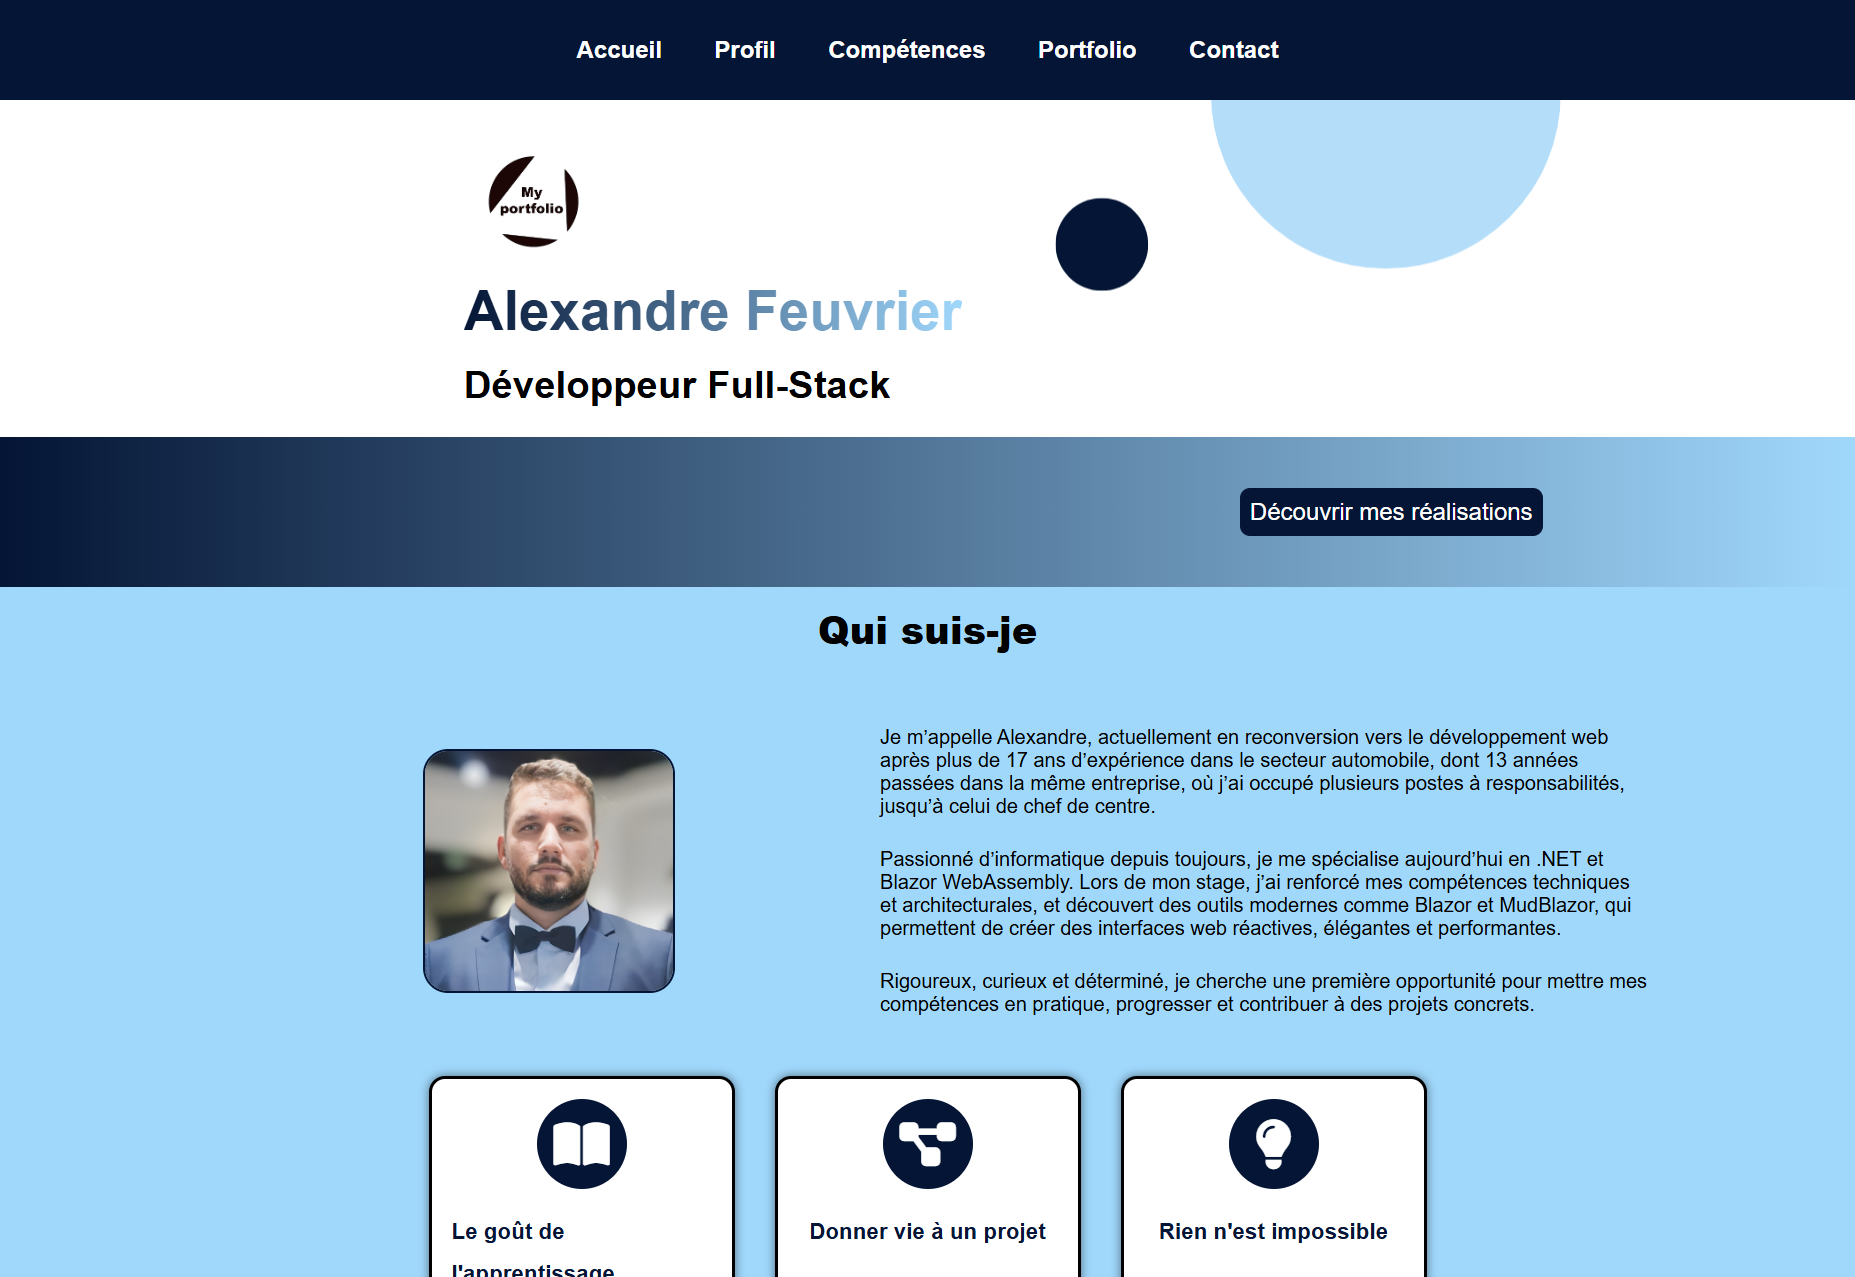 Accueil Profil Compétences Portfolio Contact
My
portfolio
Alexandre Feuvrier
Développeur Full-Stack
Découvrir mes réalisations
Qui suis-je
Je m’appelle Alexandre, actuellement en reconversion vers le développement web
après plus de 17 ans d’expérience dans le secteur automobile, dont 13 années
passées dans la même entreprise, où j’ai occupé plusieurs postes à responsabilités,
jusqu’à celui de chef de centre.
Passionné d’informatique depuis toujours, je me spécialise aujourd’hui en .NET et
Blazor WebAssembly. Lors de mon stage, j’ai renforcé mes compétences techniques
et architecturales, et découvert des outils modernes comme Blazor et MudBlazor, qui
permettent de créer des interfaces web réactives, élégantes et performantes.
Rigoureux, curieux et déterminé, je cherche une première opportunité pour mettre mes
compétences en pratique, progresser et contribuer à des projets concrets.
Le goût de
l'apprentissage
Donner vie à un projet
Rien n'est impossible